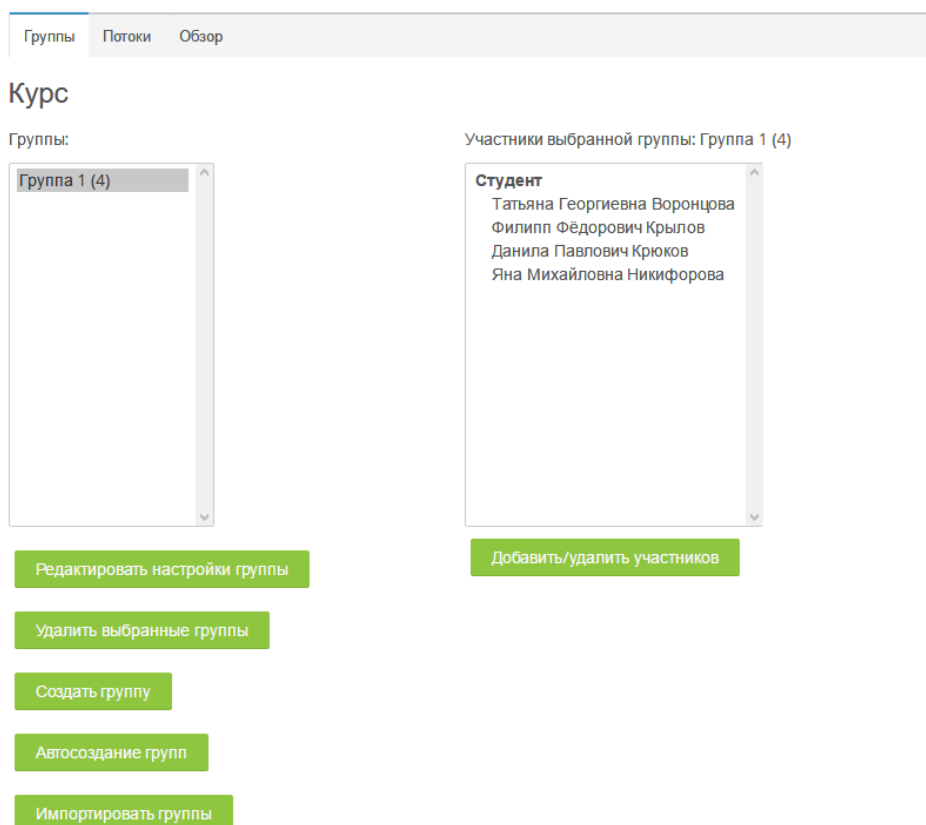 Группы Потоки Обзор
Курс
Группы:
Группа 1 (4)
Участники выбранной группы: Группа 1 (4)
Студент
Татьяна Георгиевна Воронцова
Филипп Фёдорович Крылов
Данила Павлович Крюков
Яна Михайловна Никифорова
Редактировать настройки группы
Добавить/удалить участников
Удалить выбранные группы
Создать группу
Автосоздание групп
Импортировать группы